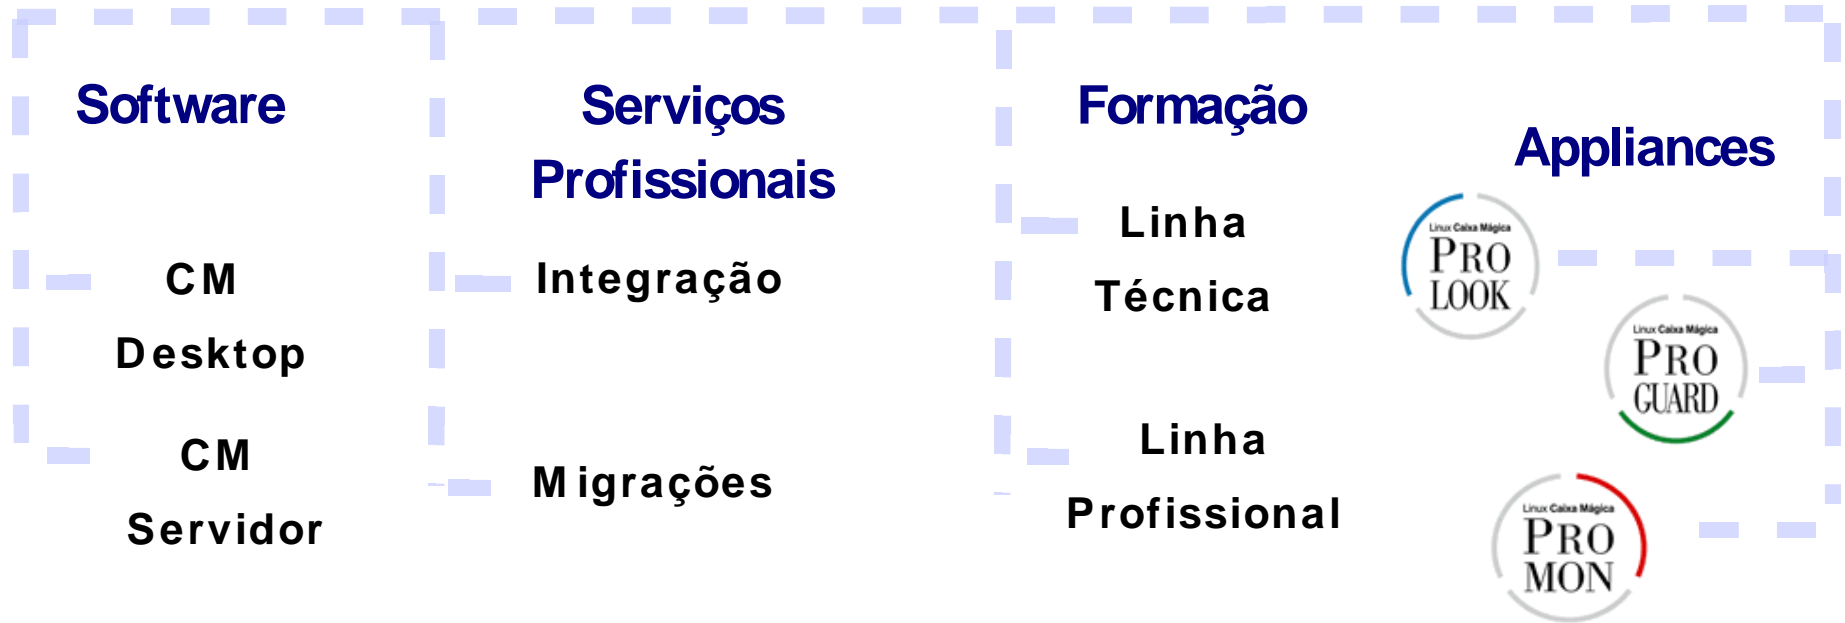 Software
CM
Desktop
CM
Servidor
Serviços
Profissionais
Integração
Migrações
Formação
Linha
Técnica
Linha
Profissional
Appliances
Linux Caixa Mágica
PRO
LOOK
Linux Caixa Mágica
PRO
GUARD
Linux Caixa Mágica
PRO
MON